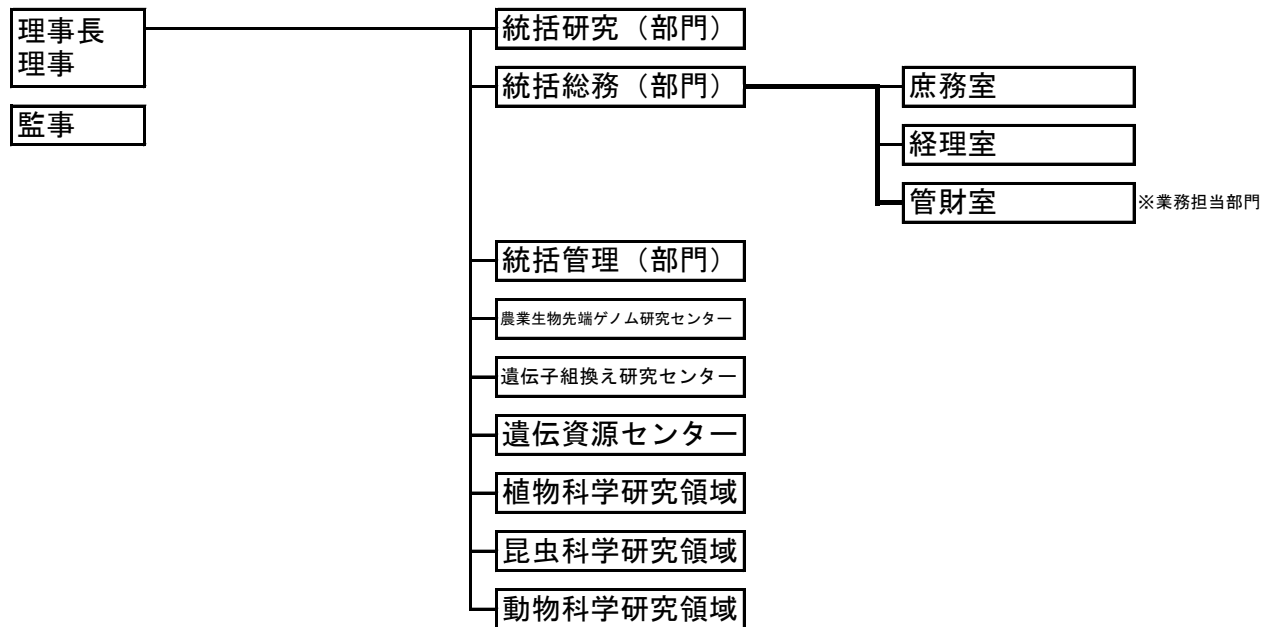 理事長
理事
監事
統括研究（部門）
統括総務（部門）
庶務室
経理室
管財室
※業務担当部門
統括管理（部門）
農業生物先端ゲノム研究センター
遺伝子組換え研究センター
遺伝資源センター
植物科学研究領域
昆虫科学研究領域
動物科学研究領域